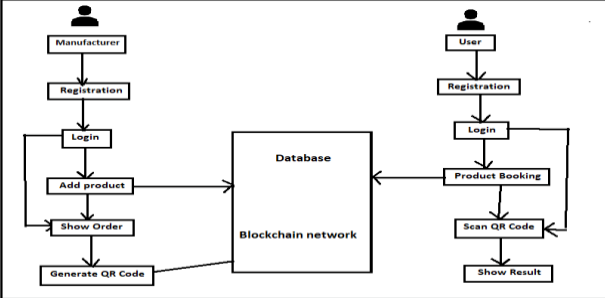 Manufacturer
Registration
Login
Add product
Show Order
Generate QR Code
Database
Blockchain network
User
Registration
Login
Product Booking
Scan QR Code
Show Result